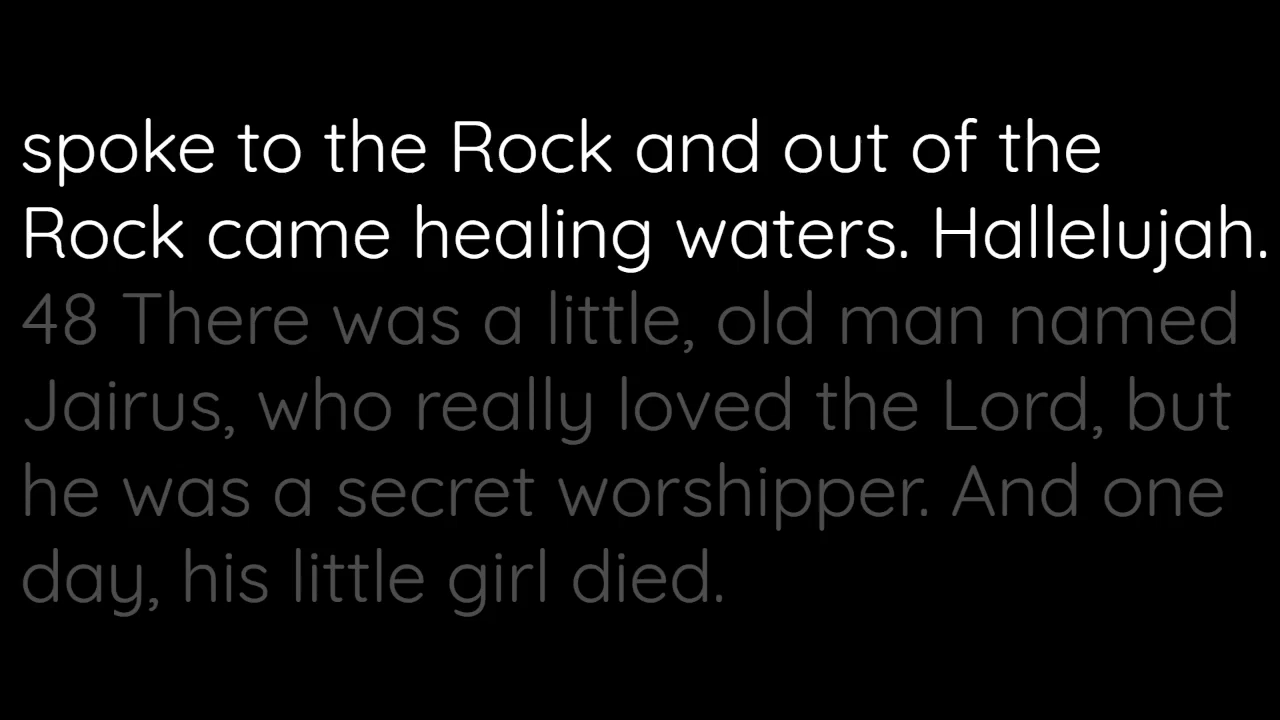 spoke to the Rock and out of the
Rock came healing waters. Hallelujah.
48 There was a little, old man named
Jairus, who really loved the Lord, but
he was a secret worshipper. And one
day, his little girl died.